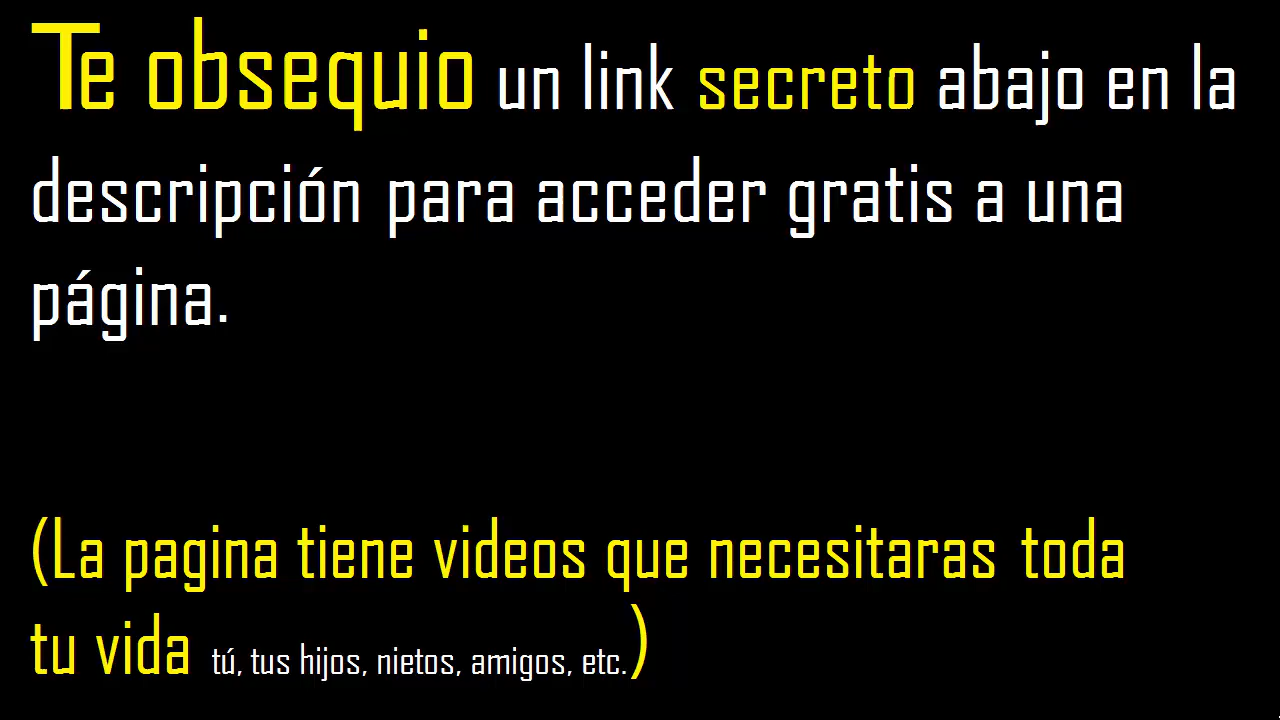 Te obsequio un link secreto abajo en la
descripción para acceder gratis a una
página.
(La pagina tiene videos que necesitaras toda
tu vida tú, tus hijos, nietos, amigos, etc.)